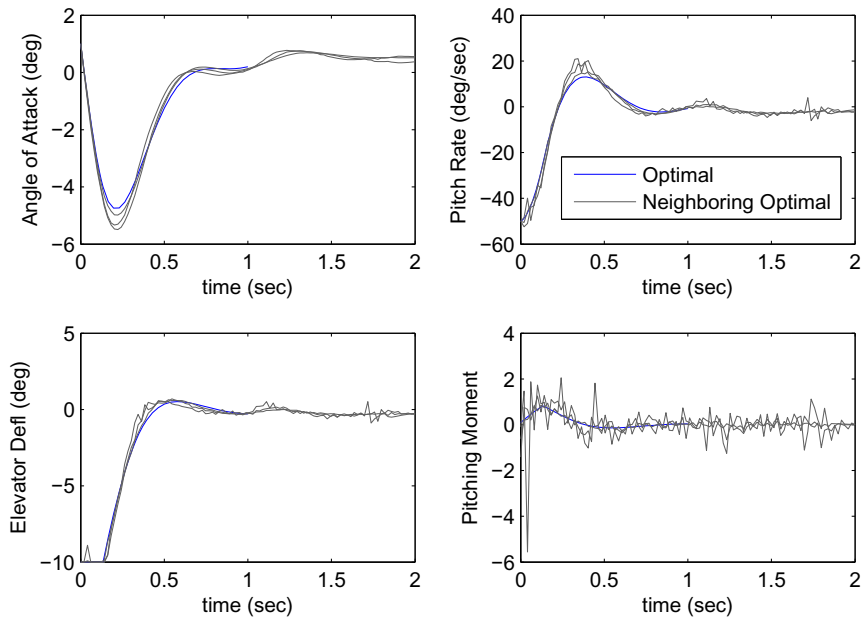 2
0
−2
−4
−6
0 0.5 1 1.5 2
Angle of Attack (deg)
time (sec)
40
20
0
−20
−40
−60
0 0.5 1 1.5 2
Pitch Rate (deg/sec)
time (sec)
Optimal
Neighboring Optimal
5
0
−5
−10
0 0.5 1 1.5 2
Elevator Defl (deg)
time (sec)
4
2
0
−2
−4
−6
0 0.5 1 1.5 2
Pitching Moment
time (sec)